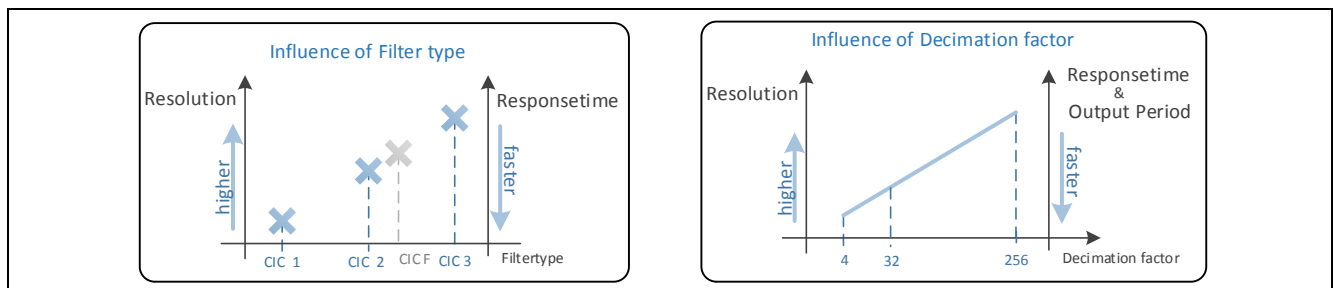 Influence of Filter type
Resolution
Responsetime
higher
faster
CIC 1
CIC 2
CIC F
CIC 3
Filtertype
Influence of Decimation factor
Resolution
Responsetime
&
Output Period
higher
faster
4
32
256
Decimation factor